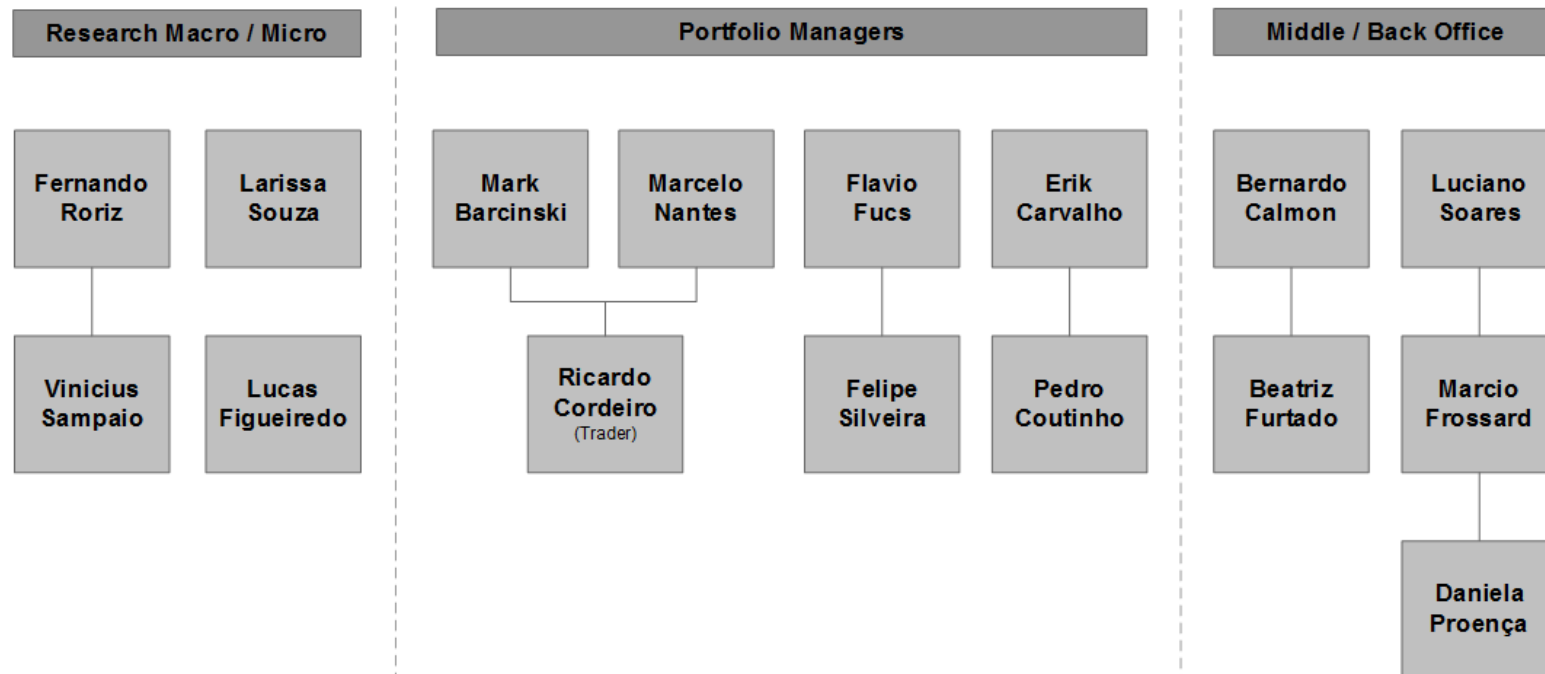 Research Macro / Micro
Portfolio Managers
Middle / Back Office
Fernando
Roriz
Larissa
Souza
Mark
Barcinski
Marcelo
Nantes
Flavio
Fucs
Erik
Carvalho
Bernardo
Calmon
Luciano
Soares
Vinicius
Sampaio
Lucas
Figueiredo
Ricardo
Cordeiro
(Trader)
Felipe
Silveira
Pedro
Coutinho
Beatriz
Furtado
Marcio
Frossard
Daniela
Proença